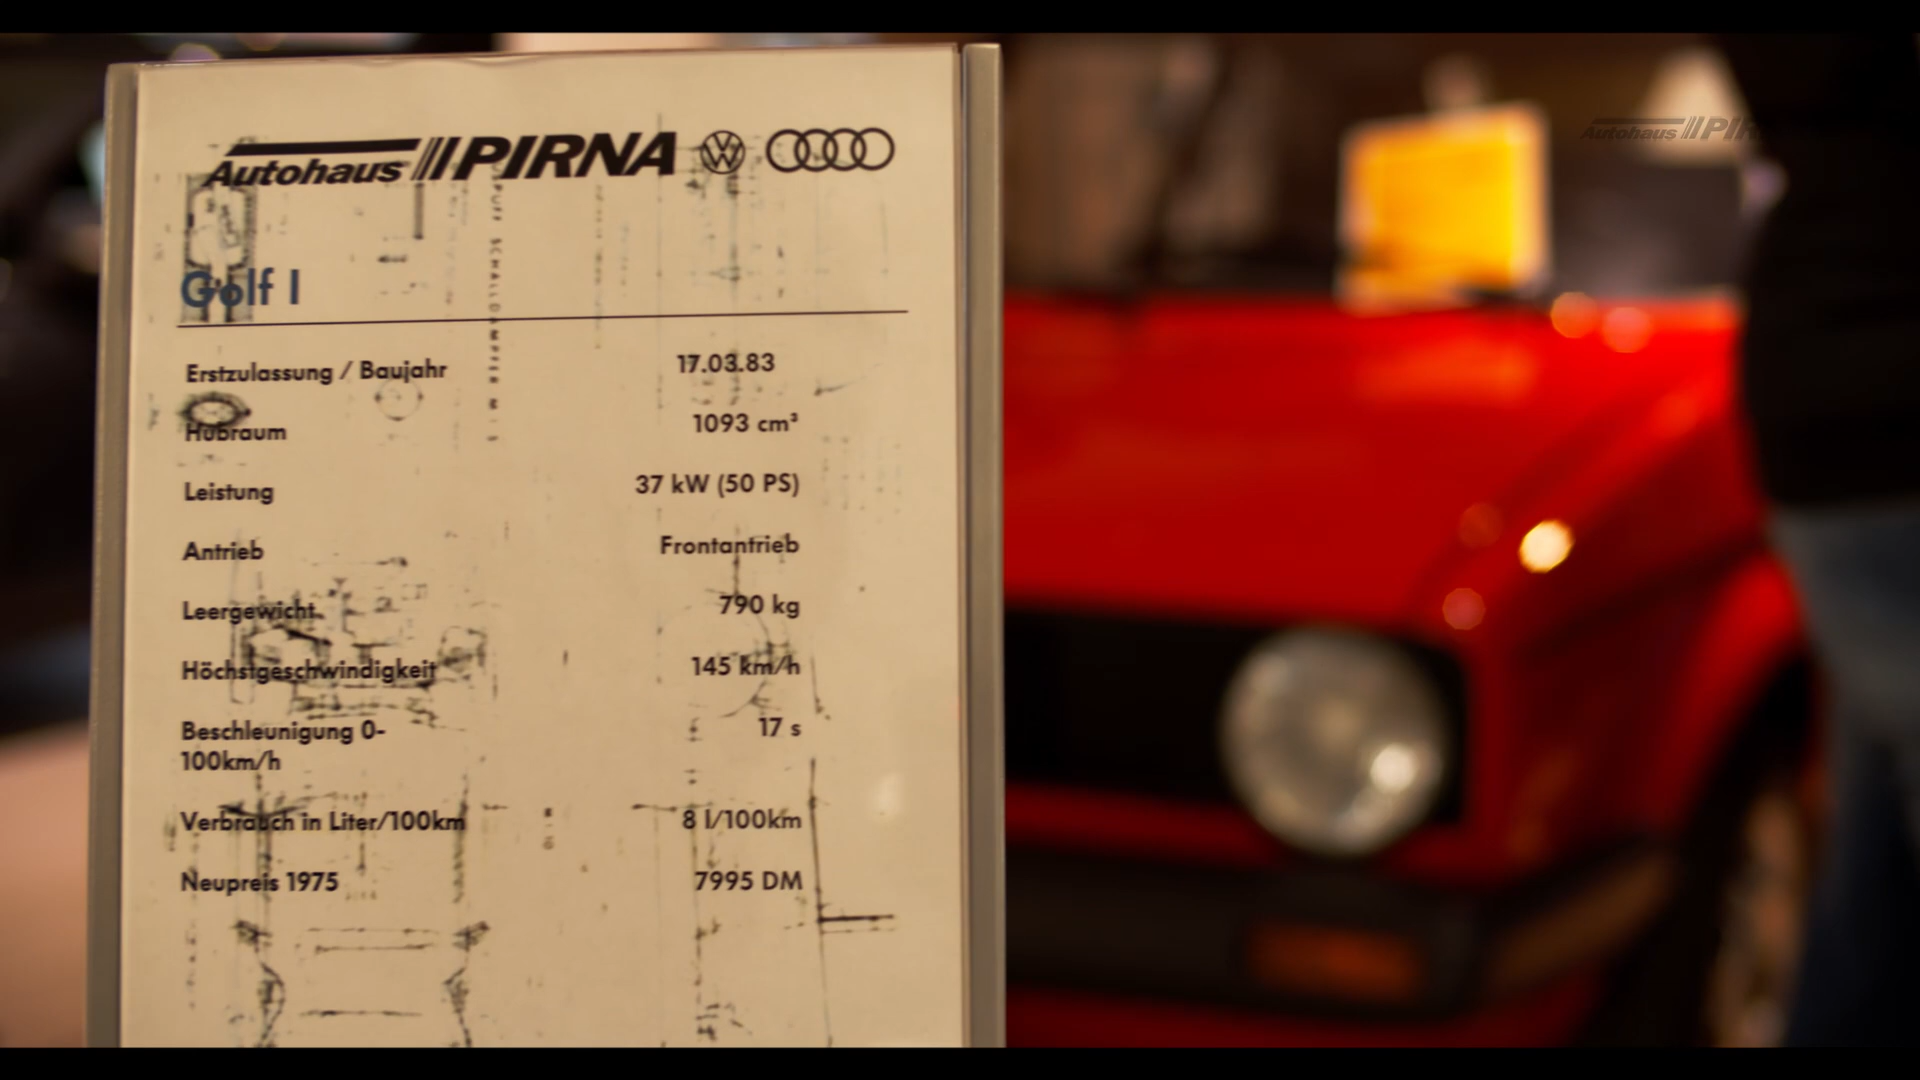 Autohaus PIRNA
Golf I
Erstzulassung / Baujahr 17.03.83
Hubraum 1093 cm³
Leistung 37 kW (50 PS)
Antrieb Frontantrieb
Leergewicht 790 kg
Höchstgeschwindigkeit 145 km/h
Beschleunigung 0- 17 s
100km/h
Verbrauch in Liter/100km 8 l/100km
Neupreis 1975 7995 DM
Autohaus